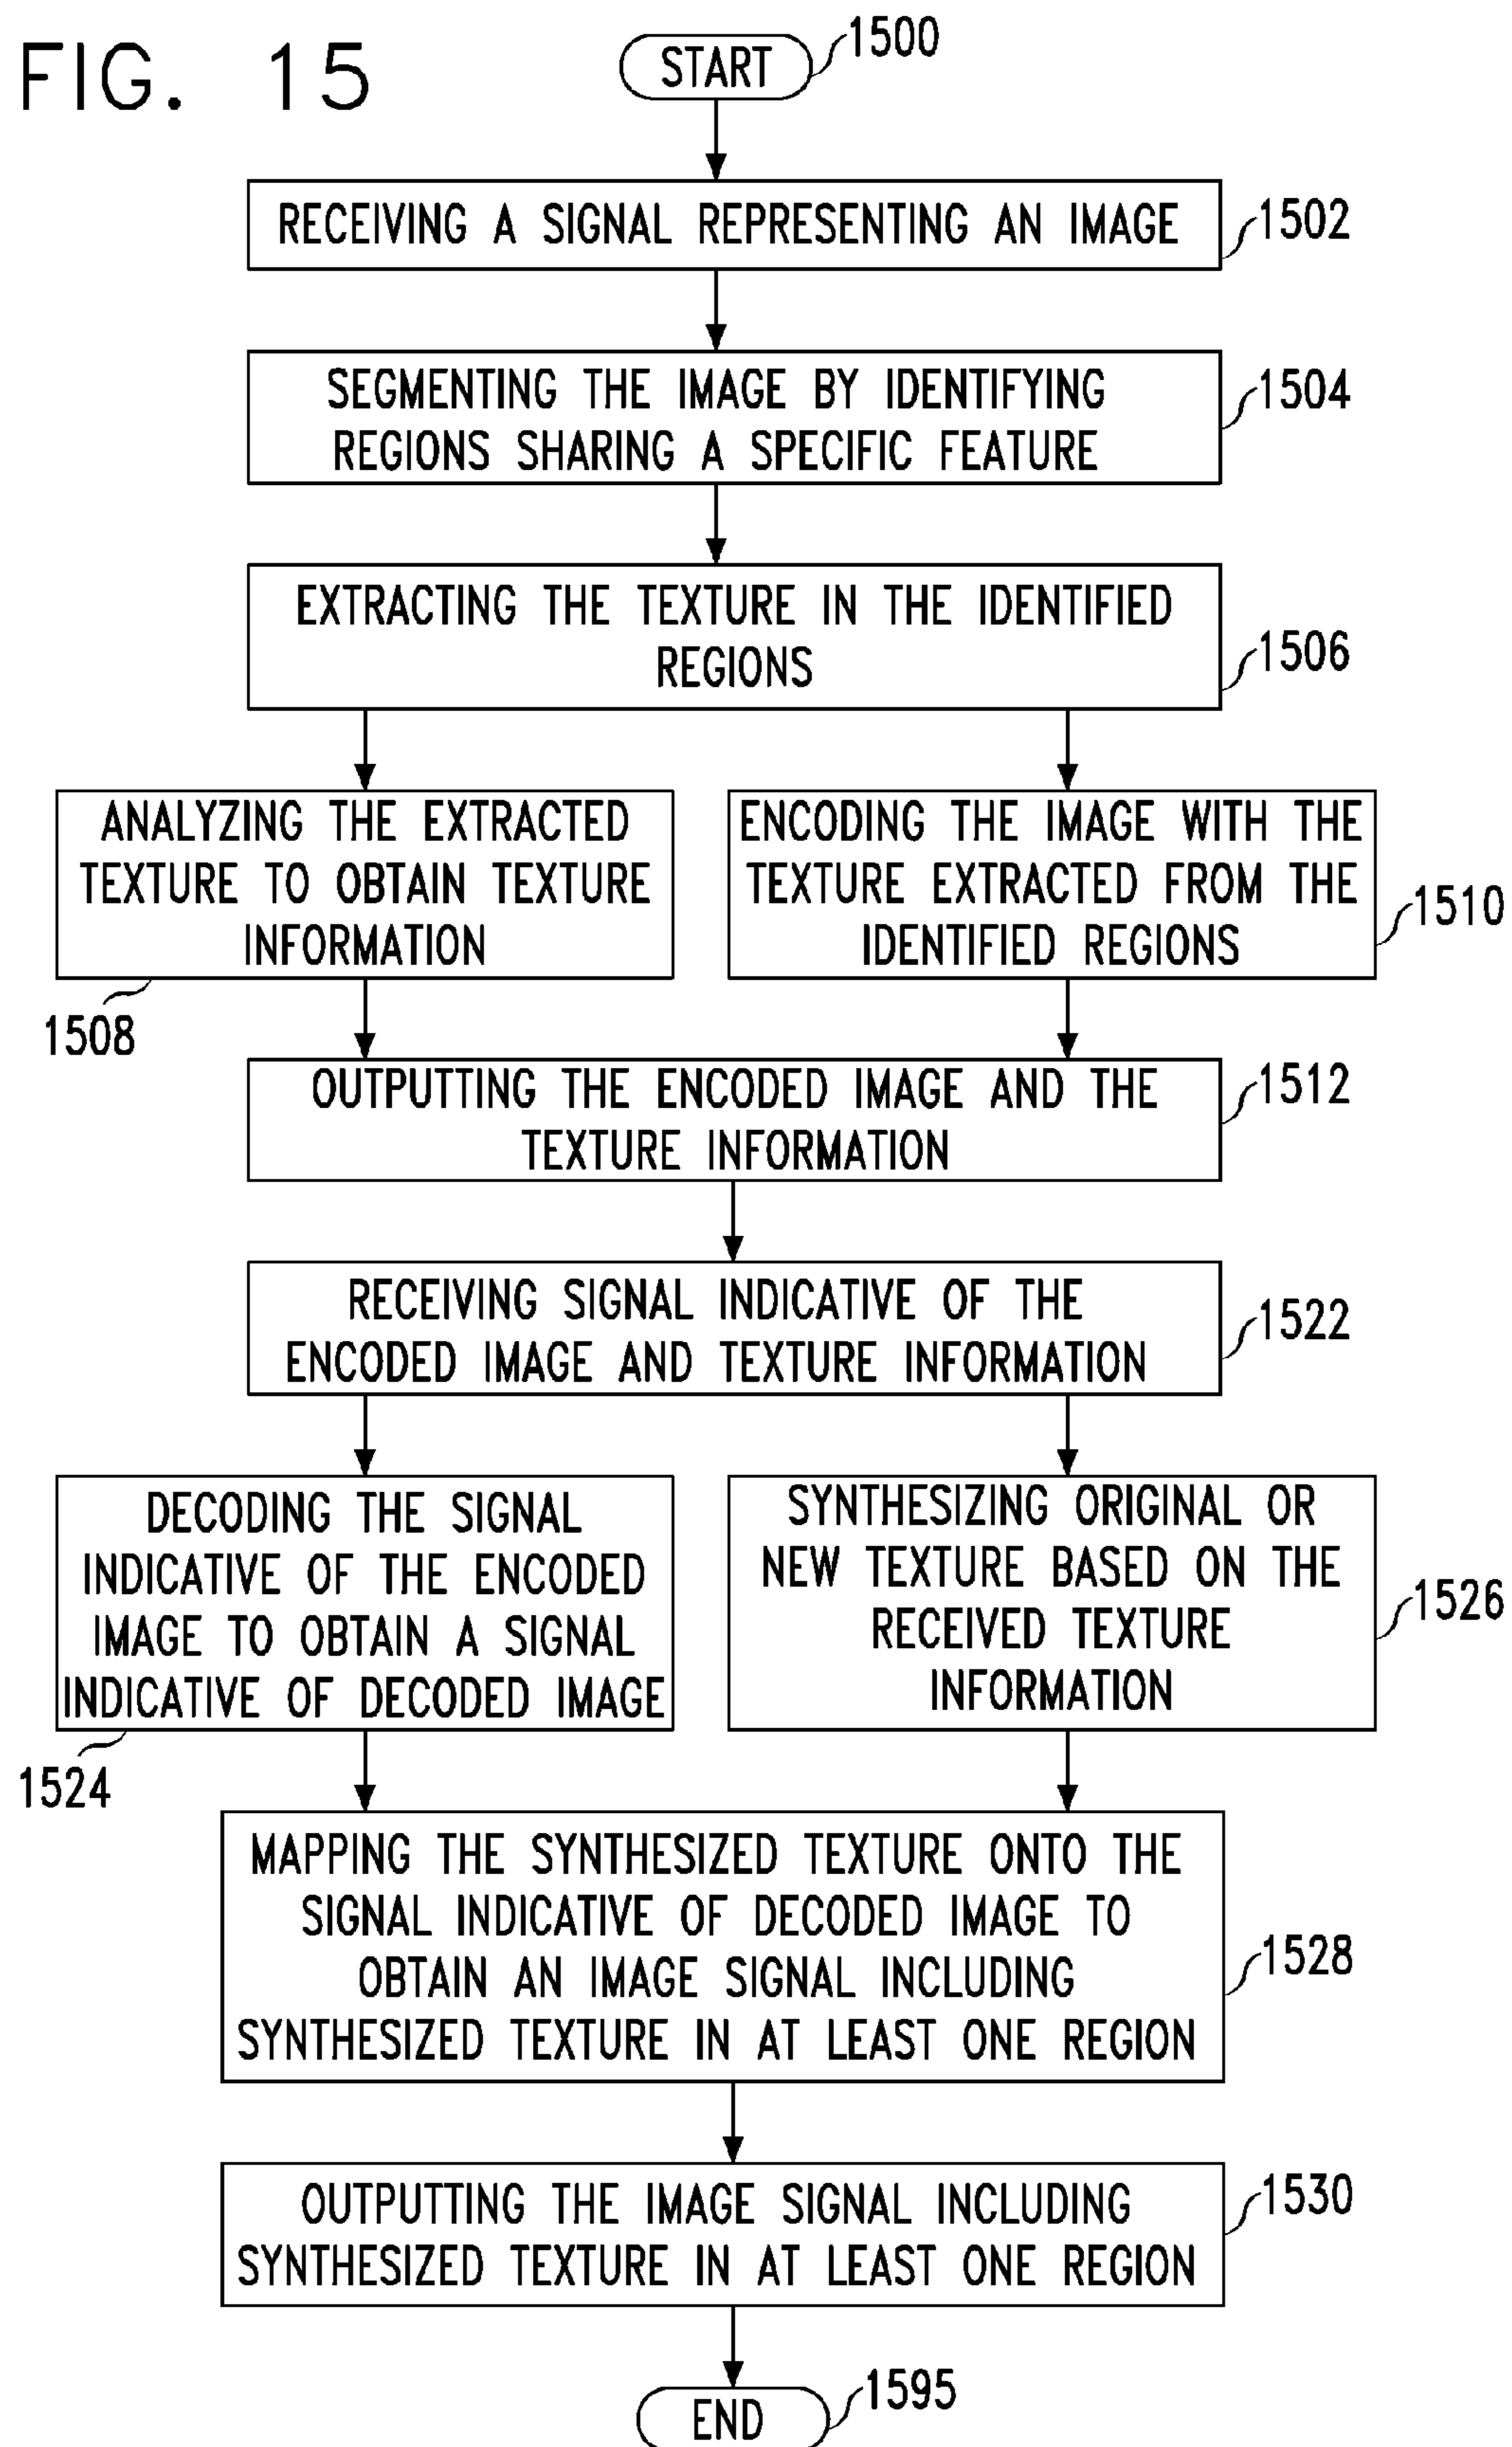 FIG. 15
START
1500
RECEIVING A SIGNAL REPRESENTING AN IMAGE
1502
SEGMENTING THE IMAGE BY IDENTIFYING
REGIONS SHARING A SPECIFIC FEATURE
1504
EXTRACTING THE TEXTURE IN THE IDENTIFIED
REGIONS
1506
ANALYZING THE EXTRACTED
TEXTURE TO OBTAIN TEXTURE
INFORMATION
1508
ENCODING THE IMAGE WITH THE
TEXTURE EXTRACTED FROM THE
IDENTIFIED REGIONS
1510
OUTPUTTING THE ENCODED IMAGE AND THE
TEXTURE INFORMATION
1512
RECEIVING SIGNAL INDICATIVE OF THE
ENCODED IMAGE AND TEXTURE INFORMATION
1522
DECODING THE SIGNAL
INDICATIVE OF THE ENCODED
IMAGE TO OBTAIN A SIGNAL
INDICATIVE OF DECODED IMAGE
1524
SYNTHESIZING ORIGINAL OR
NEW TEXTURE BASED ON THE
RECEIVED TEXTURE
INFORMATION
1526
MAPPING THE SYNTHESIZED TEXTURE ONTO THE
SIGNAL INDICATIVE OF DECODED IMAGE TO
OBTAIN AN IMAGE SIGNAL INCLUDING
SYNTHESIZED TEXTURE IN AT LEAST ONE REGION
1528
OUTPUTTING THE IMAGE SIGNAL INCLUDING
SYNTHESIZED TEXTURE IN AT LEAST ONE REGION
1530
END
1595